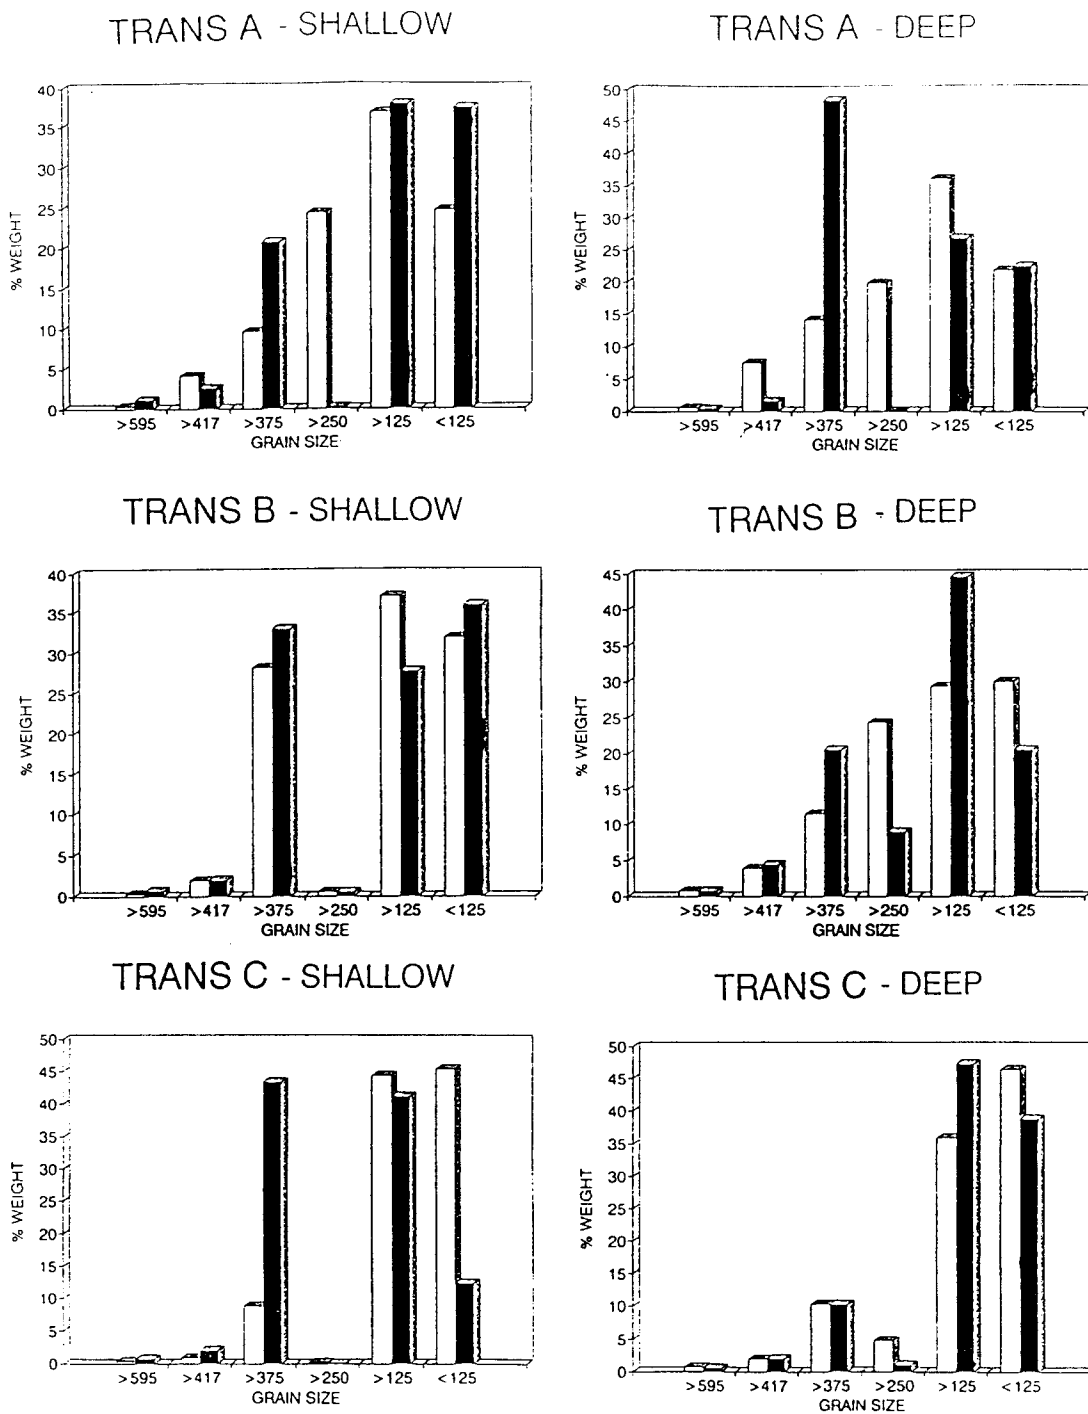 TRANS A - SHALLOW
40
35
30
25
20
15
10
5
0
% WEIGHT
>595 >417 >375 >250 >125 <125
GRAIN SIZE
TRANS A - DEEP
50
45
40
35
30
25
20
15
10
5
0
% WEIGHT
>595 >417 >375 >250 >125 <125
GRAIN SIZE
TRANS B - SHALLOW
40
35
30
25
20
15
10
5
0
% WEIGHT
>595 >417 >375 >250 >125 <125
GRAIN SIZE
TRANS B - DEEP
45
40
35
30
25
20
15
10
5
0
% WEIGHT
>595 >417 >375 >250 >125 <125
GRAIN SIZE
TRANS C - SHALLOW
50
45
40
35
30
25
20
15
10
5
0
% WEIGHT
>595 >417 >375 >250 >125 <125
GRAIN SIZE
TRANS C - DEEP
50
45
40
35
30
25
20
15
10
5
0
% WEIGHT
>595 >417 >375 >250 >125 <125
GRAIN SIZE